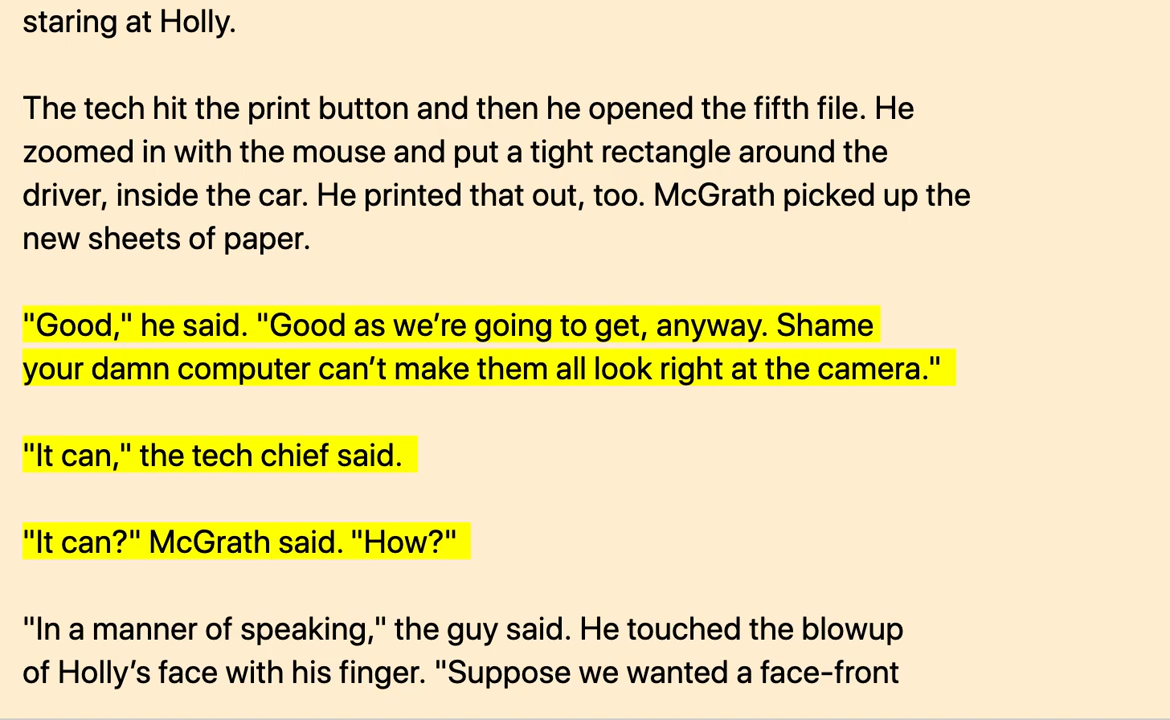 staring at Holly.
The tech hit the print button and then he opened the fifth file. He
zoomed in with the mouse and put a tight rectangle around the
driver, inside the car. He printed that out, too. McGrath picked up the
new sheets of paper.
"Good," he said. "Good as we’re going to get, anyway. Shame
your damn computer can’t make them all look right at the camera."
"It can," the tech chief said.
"It can?" McGrath said. "How?"
"In a manner of speaking," the guy said. He touched the blowup
of Holly’s face with his finger. "Suppose we wanted a face-front